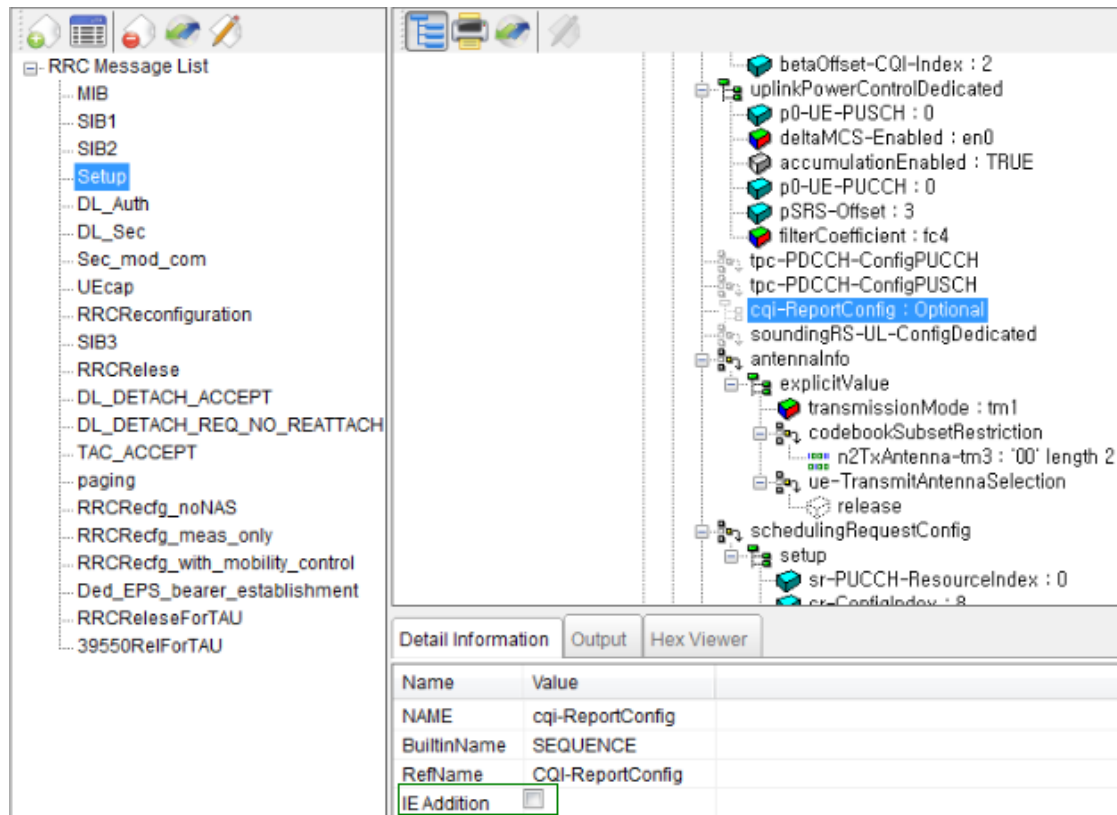 RRC Message List
MIB
SIB1
SIB2
Setup
DL_Auth
DL_Sec
Sec_mod_com
UEcap
RRCReconfiguration
SIB3
RRCRelese
DL_DETACH_ACCEPT
DL_DETACH_REQ_NO_REATTACH
TAC_ACCEPT
paging
RRCRecfg_noNAS
RRCRecfg_meas_only
RRCRecfg_with_mobility_control
Ded_EPS_bearer_establishment
RRCReleseForTAU
39550RelForTAU
betaOffset-CQI-Index : 2
uplinkPowerControlDedicated
p0-UE-PUSCH : 0
deltaMCS-Enabled : en0
accumulationEnabled : TRUE
p0-UE-PUCCH : 0
pSRS-Offset : 3
filterCoefficient : fc4
tpc-PDCCH-ConfigPUCCH
tpc-PDCCH-ConfigPUSCH
cqi-ReportConfig : Optional
soundingRS-UL-ConfigDedicated
antennaInfo
explicitValue
transmissionMode : tm1
codebookSubsetRestriction
n2TxAntenna-tm3 : '00' length 2
ue-TransmitAntennaSelection
release
schedulingRequestConfig
setup
sr-PUCCH-ResourceIndex : 0
sr-ConfigIndex : 8
Detail Information Output Hex Viewer
Name Value
NAME cqi-ReportConfig
BuiltinName SEQUENCE
RefName CQI-ReportConfig
IE Addition